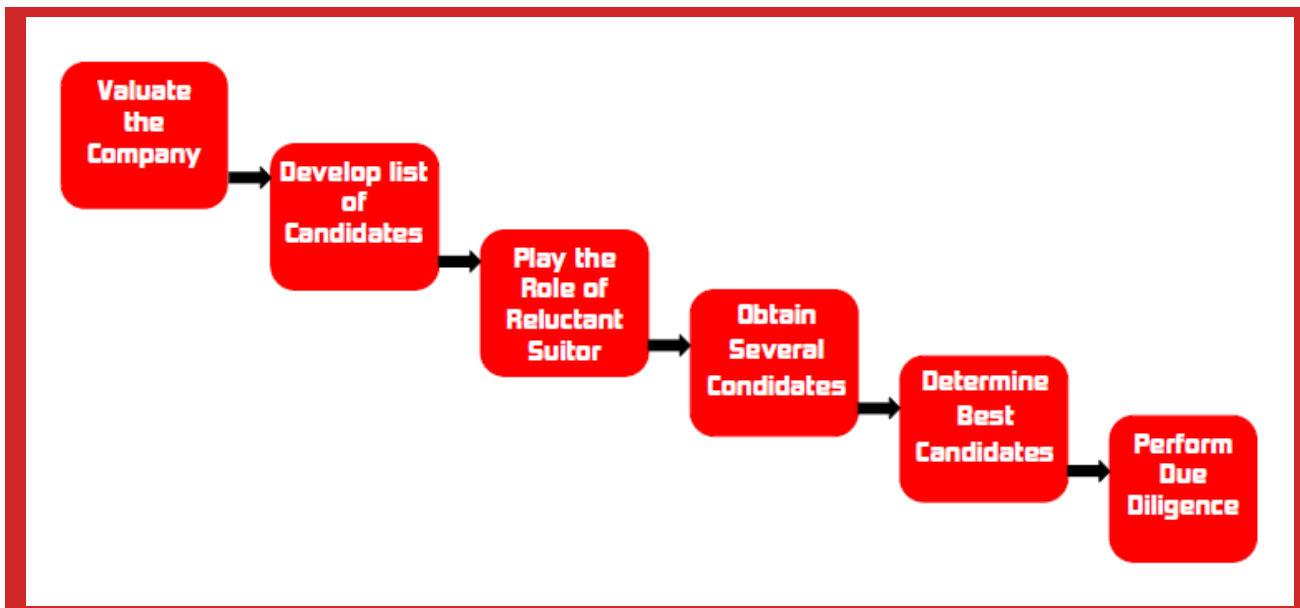 Valuate
the
Company
Develop list
of
Candidates
Play the
Role of
Reluctant
Suitor
Obtain
Several
Condidates
Determine
Best
Candidates
Perform
Due
Diligence